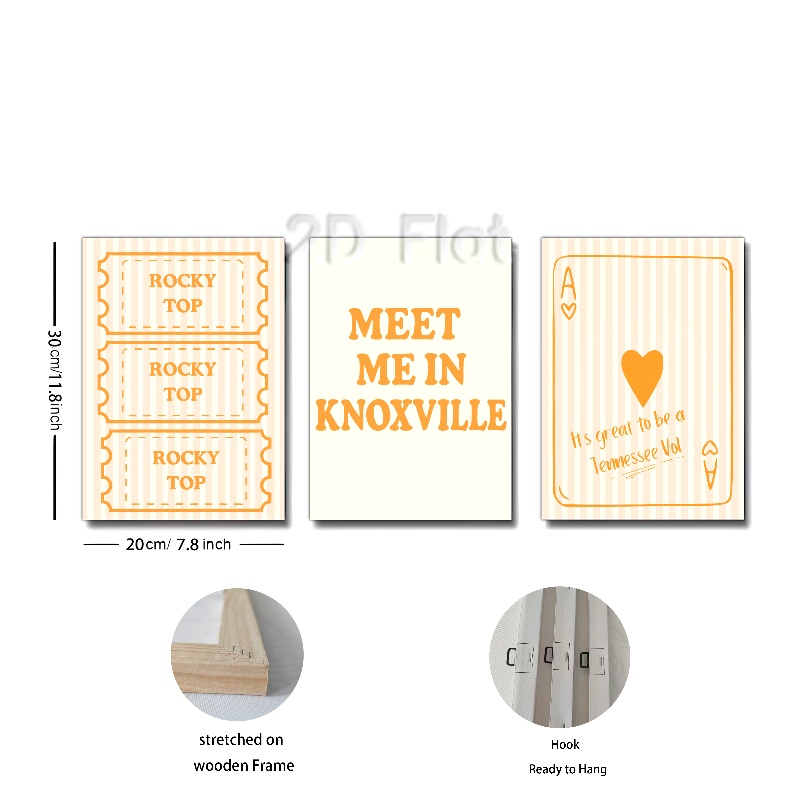 2D Flat
ROCKY
TOP
ROCKY
TOP
ROCKY
TOP
MEET
ME IN
KNOXVILLE
A
It's great to be a
Tennessee Vol
A
30cm/11.8inch
20cm/ 7.8 inch
stretched on
wooden Frame
Hook
Ready to Hang